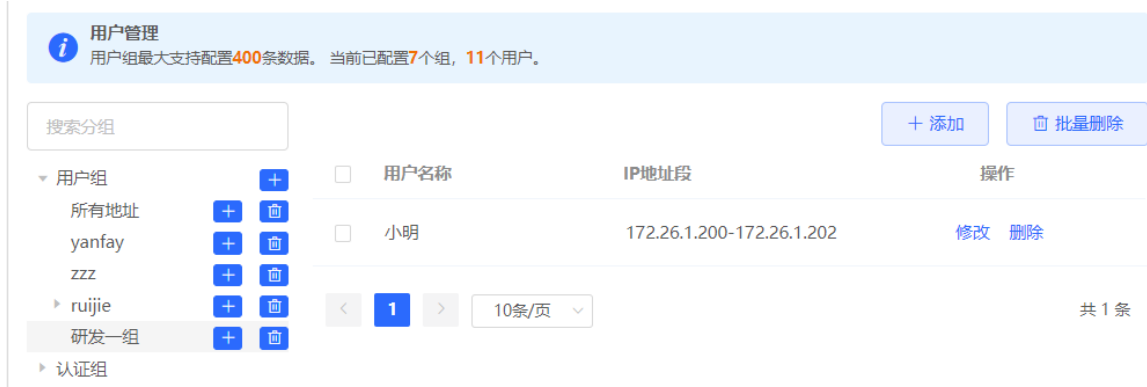 用户管理
用户组最大支持配置400条数据。 当前已配置7个组，11个用户。
搜索分组
+ 添加
批量删除
用户组
所有地址
yanfay
zzz
ruijie
研发一组
认证组
用户名称 IP地址段 操作
小明 172.26.1.200-172.26.1.202 修改 删除
1 10条/页 共 1 条